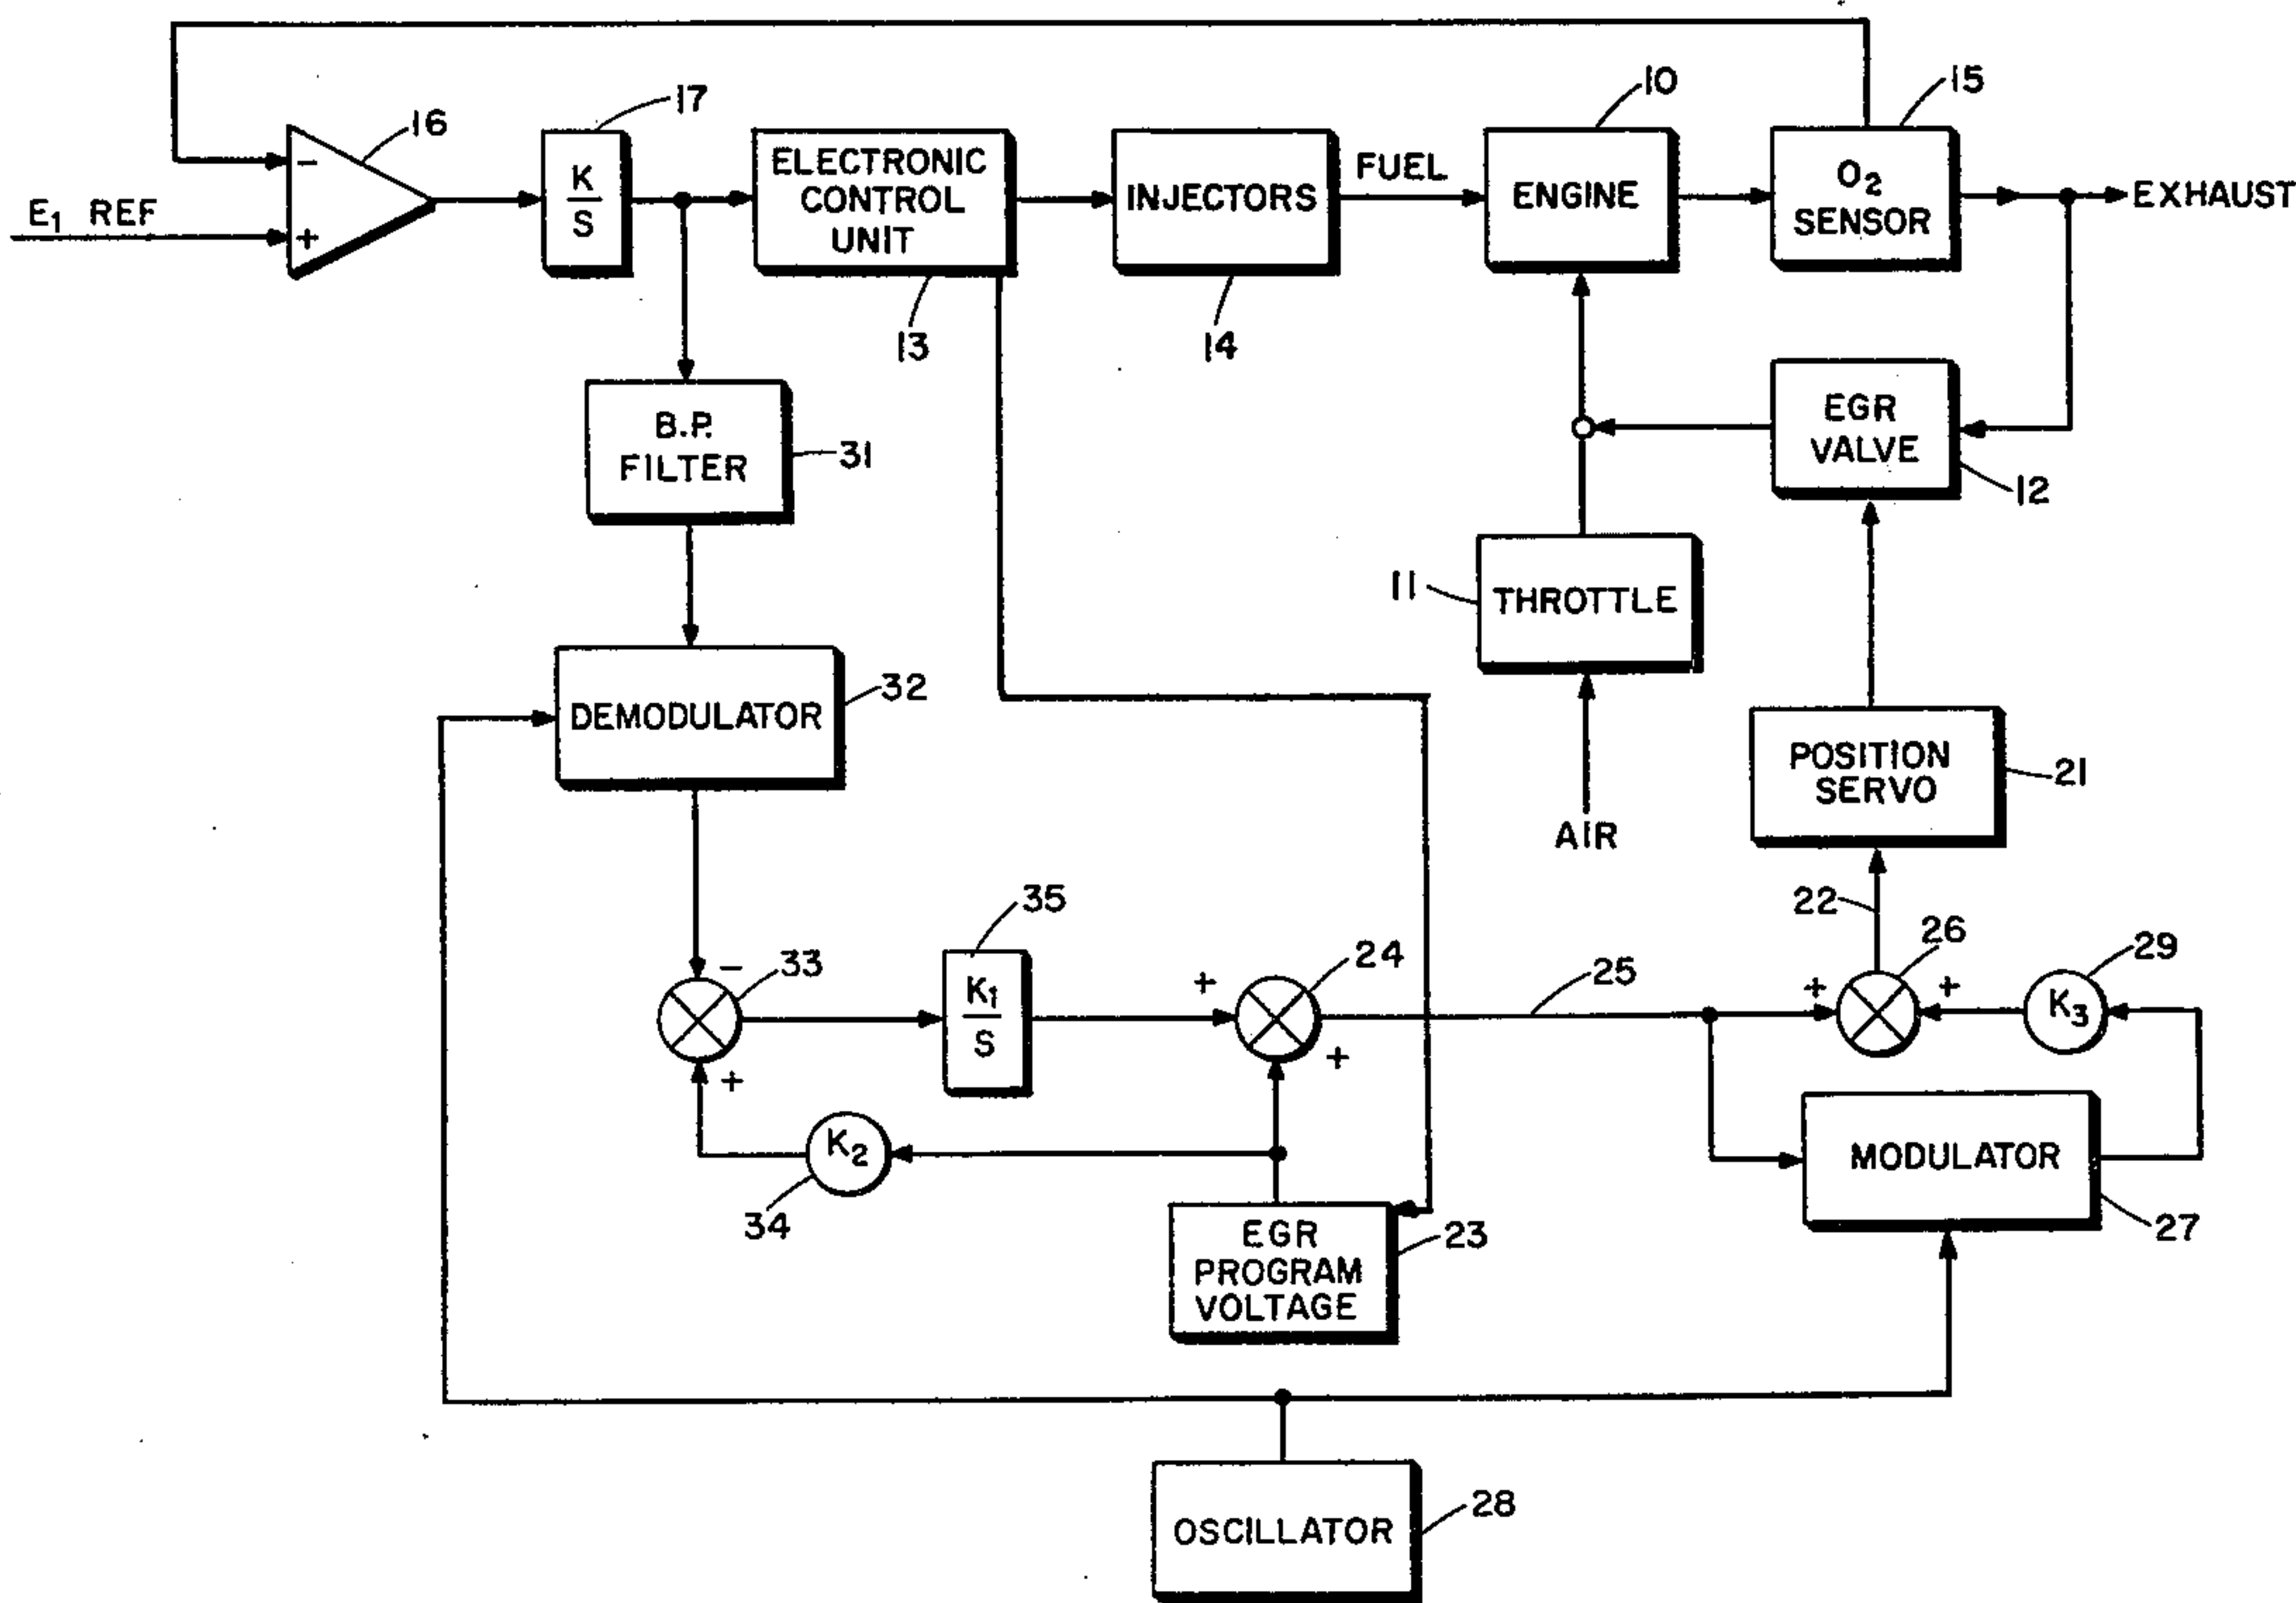 17
10
15
16
-
K
S
ELECTRONIC
CONTROL
UNIT
INJECTORS
FUEL
ENGINE
O2
SENSOR
EXHAUST
E1 REF
+
13
14
B.P.
FILTER
31
EGR
VALVE
12
11
THROTTLE
32
DEMODULATOR
POSITION
SERVO
21
AIR
35
22
26
29
-
33
K1
S
+
24
+
25
+
+
K3
+
K2
34
EGR
PROGRAM
VOLTAGE
23
MODULATOR
27
28
OSCILLATOR